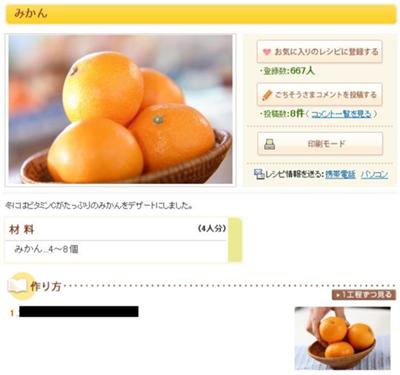 みかん
お気に入りのレシピに登録する
・登録数:667人
ごちそうさまコメントを投稿する
・投稿数:8件(コメント一覧を見る)
印刷モード
レシピ情報を送る:携帯電話 パソコン
冬にはビタミンCがたっぷりのみかんをデザートにしました。
材料 (4人分)
みかん…4〜8個
作り方
1工程ずつ見る
1.